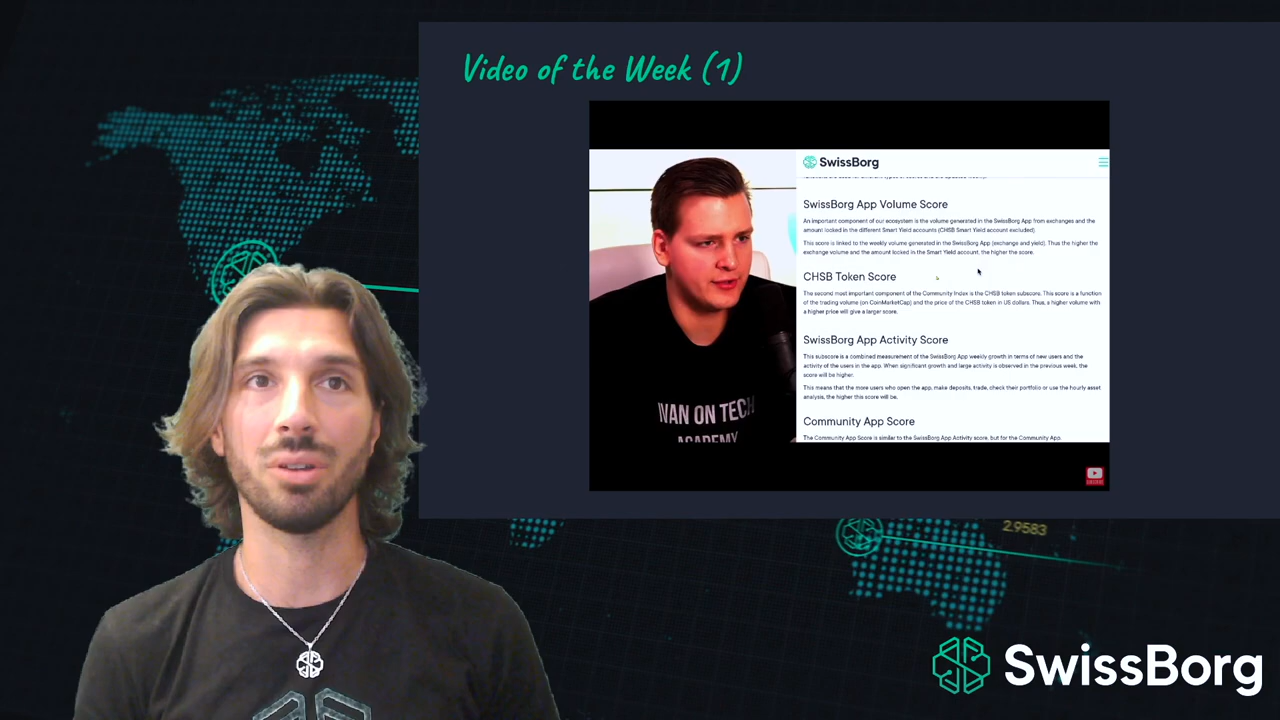 Video of the Week (1)
SwissBorg
SwissBorg App Volume Score
An important component of our ecosystem is the volume generated in the SwissBorg App from exchanges and the
amount locked in the different Smart Yield accounts (CHSB Smart Yield account excluded).
This score is linked to the weekly volume generated in the SwissBorg App (exchange and yield). Thus the higher the
exchange volume and the amount locked in the Smart Yield account, the higher the score.
CHSB Token Score
The second most important component of the Community Index is the CHSB token subscore. This score is a function
of the trading volume (on CoinMarketCap) and the price of the CHSB token in US dollars. Thus, a higher volume with
a higher price will give a larger score.
SwissBorg App Activity Score
This subscore is a combined measurement of the SwissBorg App weekly growth in terms of new users and the
activity of the users in the app. When significant growth and large activity is observed in the previous week, the
score will be higher.
This means that the more users who open the app, make deposits, trade, check their portfolio or use the hourly asset
analysis, the higher this score will be.
Community App Score
The Community App Score is similar to the SwissBorg App Activity score, but for the Community App.
IVAN ON TECH
ACADEMY
2.9583
SwissBorg